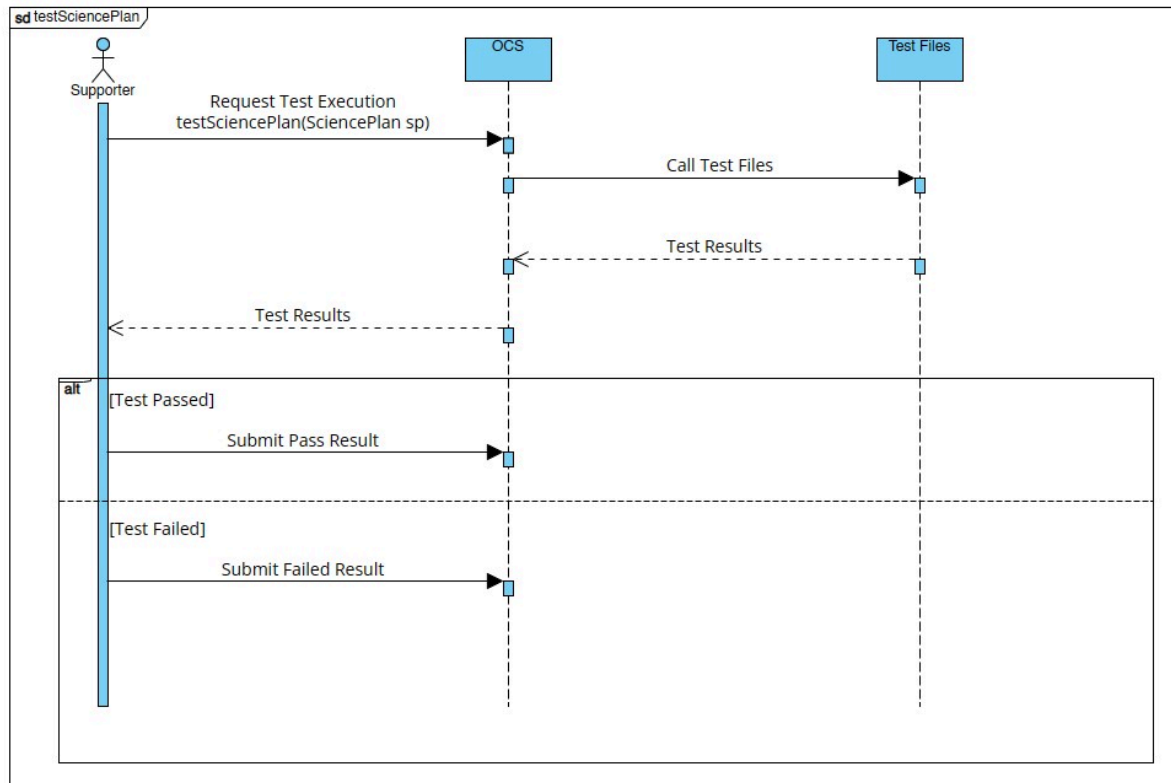 sd testSciencePlan
Supporter
OCS
Test Files
Request Test Execution
testSciencePlan(SciencePlan sp)
Call Test Files
Test Results
Test Results
alt
[Test Passed]
Submit Pass Result
[Test Failed]
Submit Failed Result